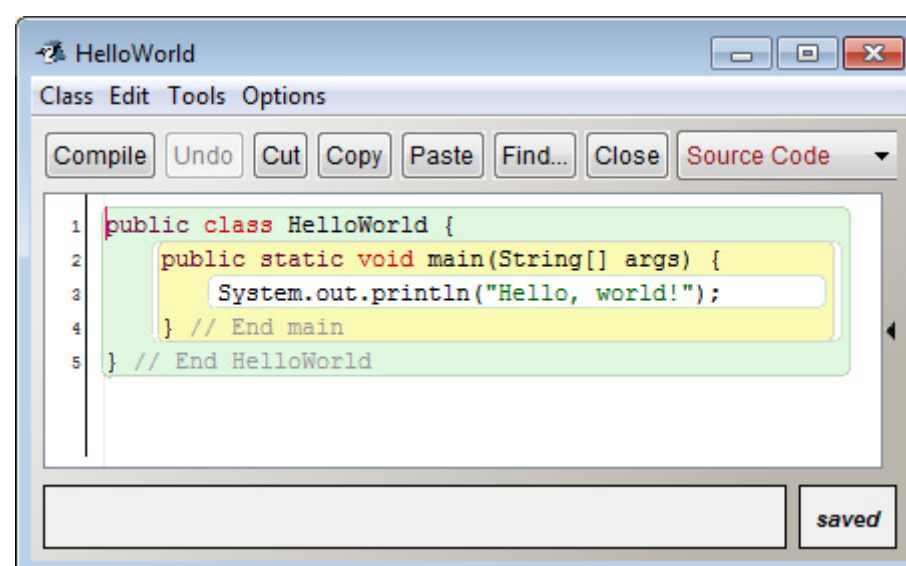 HelloWorld
Class Edit Tools Options
Compile Undo Cut Copy Paste Find... Close Source Code
1 public class HelloWorld {
2 public static void main(String[] args) {
3 System.out.println("Hello, world!");
4 } // End main
5 } // End HelloWorld
saved